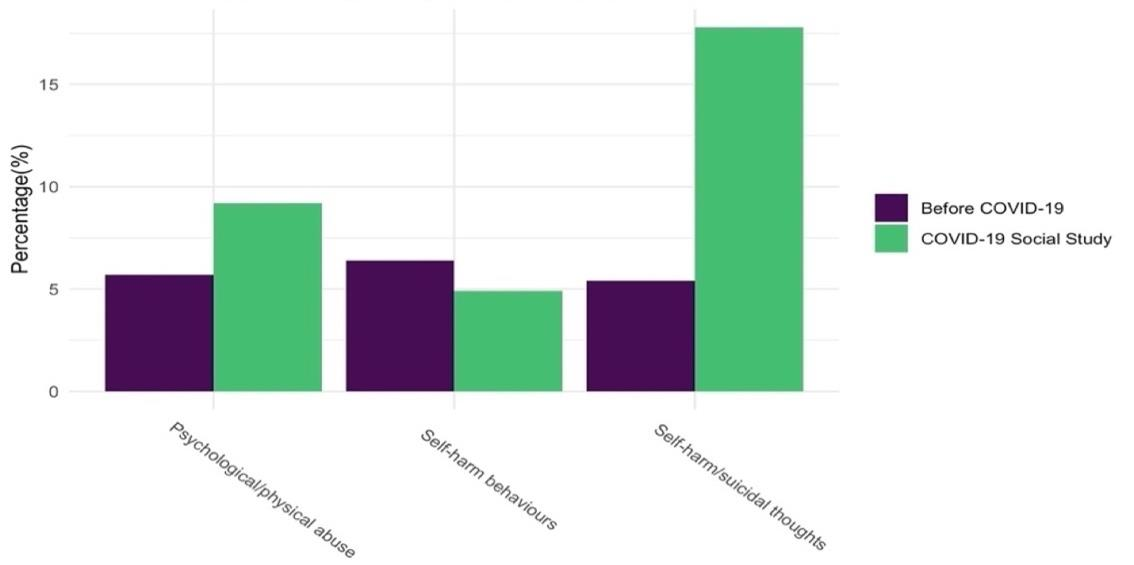 Percentage(%)
15
10
5
0
Psychological/physical abuse
Self-harm behaviours
Self-harm/suicidal thoughts
Before COVID-19
COVID-19 Social Study